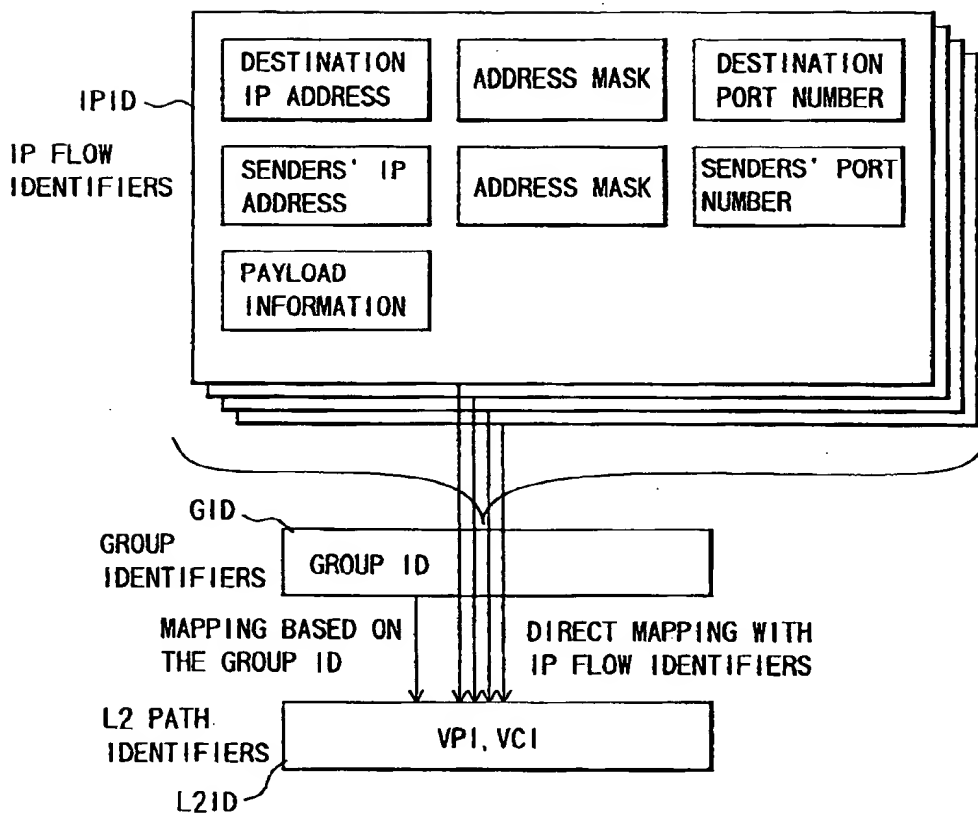 DESTINATION
IP ADDRESS
ADDRESS MASK
DESTINATION
PORT NUMBER
IPID
IP FLOW
IDENTIFIERS
SENDERS' IP
ADDRESS
ADDRESS MASK
SENDERS' PORT
NUMBER
PAYLOAD
INFORMATION
GID
GROUP
IDENTIFIERS
GROUP ID
MAPPING BASED ON
THE GROUP ID
DIRECT MAPPING WITH
IP FLOW IDENTIFIERS
L2 PATH
IDENTIFIERS
VPI, VCI
L2ID